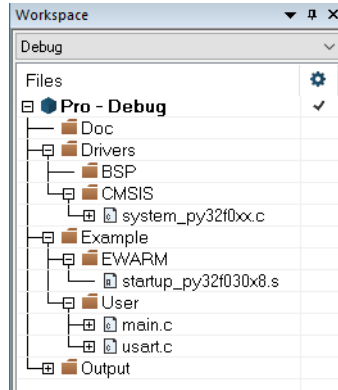 Workspace
Debug
Files
Pro - Debug
Doc
Drivers
BSP
CMSIS
system_py32f0xx.c
Example
EWARM
startup_py32f030x8.s
User
main.c
usart.c
Output